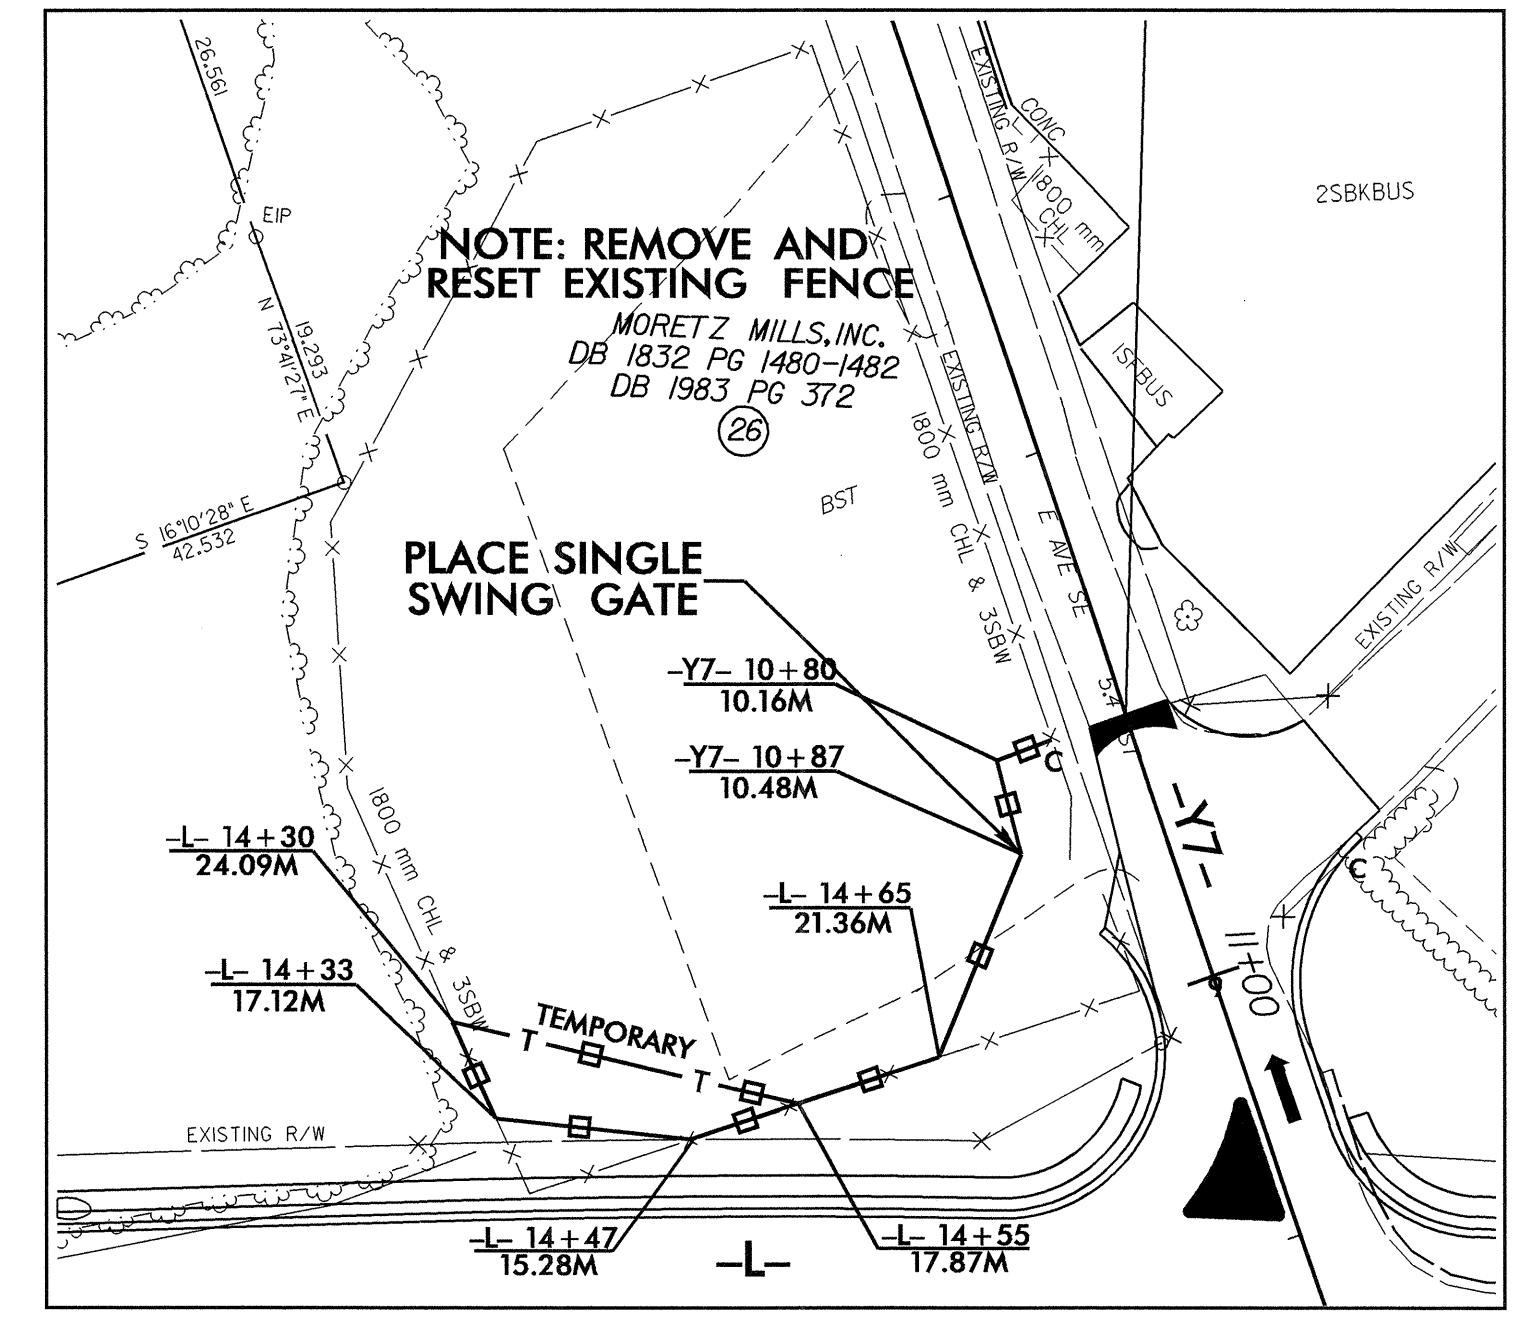 26.561
EIP
19.293
N 73°41'27" E
S 16°10'28" E
42.532
NOTE: REMOVE AND
RESET EXISTING FENCE
MORETZ MILLS, INC.
DB 1832 PG 1480-1482
DB 1983 PG 372
26
BST
EXISTING R/W
CONC
1800 mm
CHL
2SBKBUS
1SFBUS
EXISTING R/W
1800 mm CHL & 3SBW
E AVE SE
EXISTING R/W
PLACE SINGLE
SWING GATE
-Y7- 10+80
10.16M
-Y7- 10+87
10.48M
C
-Y7-
C
-L- 14+30
24.09M
1800 mm CHL & 3SBW
-L- 14+65
21.36M
-L- 14+33
17.12M
11+00
TEMPORARY
T
T
EXISTING R/W
-L- 14+47
15.28M
-L-
-L- 14+55
17.87M